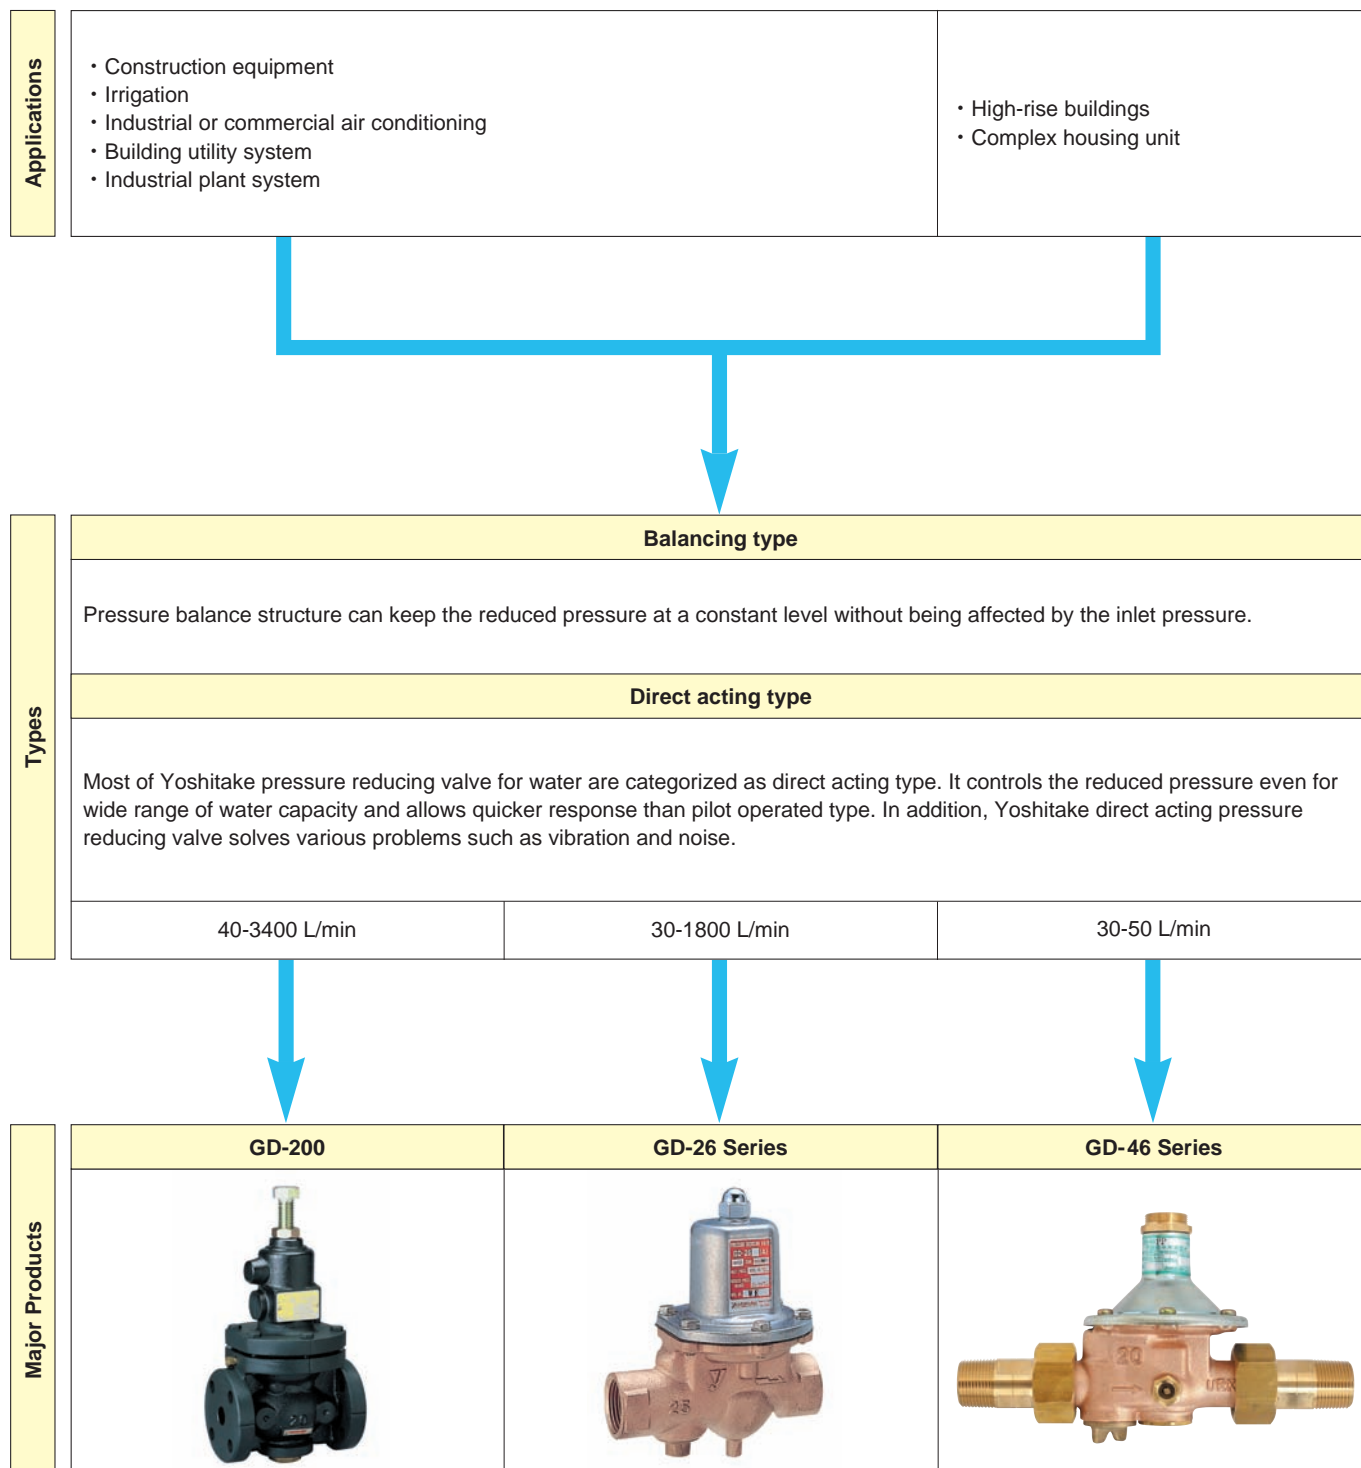 Applications
・Construction equipment
・Irrigation
・Industrial or commercial air conditioning
・Building utility system
・Industrial plant system
・High-rise buildings
・Complex housing unit
Types
Balancing type
Pressure balance structure can keep the reduced pressure at a constant level without being affected by the inlet pressure.
Direct acting type
Most of Yoshitake pressure reducing valve for water are categorized as direct acting type. It controls the reduced pressure even for
wide range of water capacity and allows quicker response than pilot operated type. In addition, Yoshitake direct acting pressure
reducing valve solves various problems such as vibration and noise.
40-3400 L/min
30-1800 L/min
30-50 L/min
Major Products
GD-200
GD-26 Series
GD-46 Series
20
PRESSURE REDUCING VALVE
GD-26
25
20